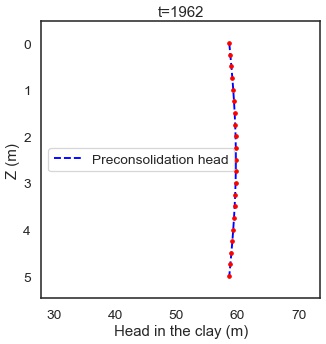 t=1962
0
1
2
3
4
5
Z (m)
Preconsolidation head
30 40 50 60 70
Head in the clay (m)